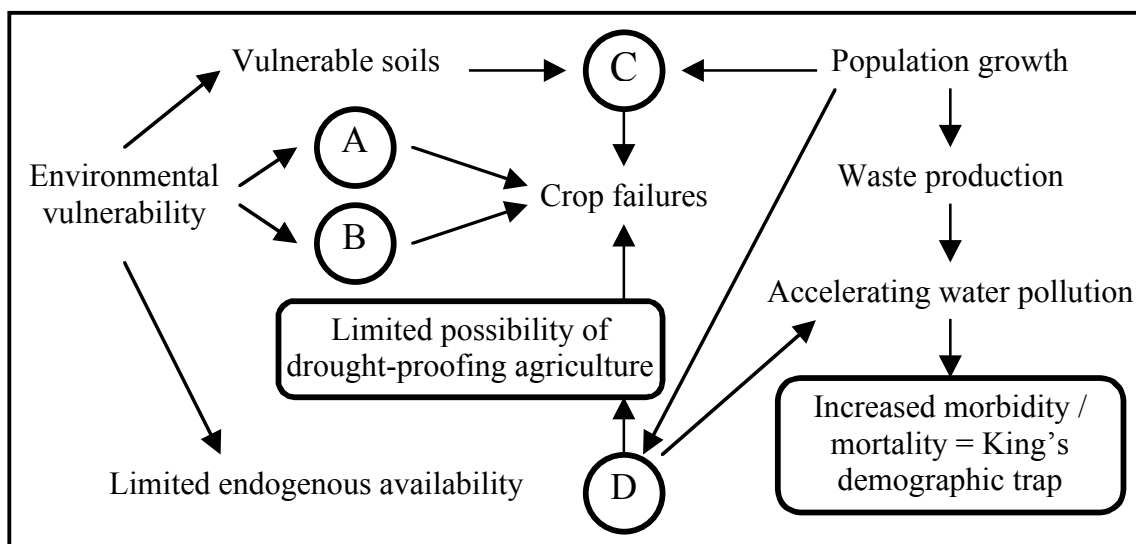 Vulnerable soils
C
Population growth
A
Environmental
vulnerability
Crop failures
Waste production
B
Accelerating water pollution
Limited possibility of
drought-proofing agriculture
Increased morbidity /
mortality = King's
demographic trap
Limited endogenous availability
D